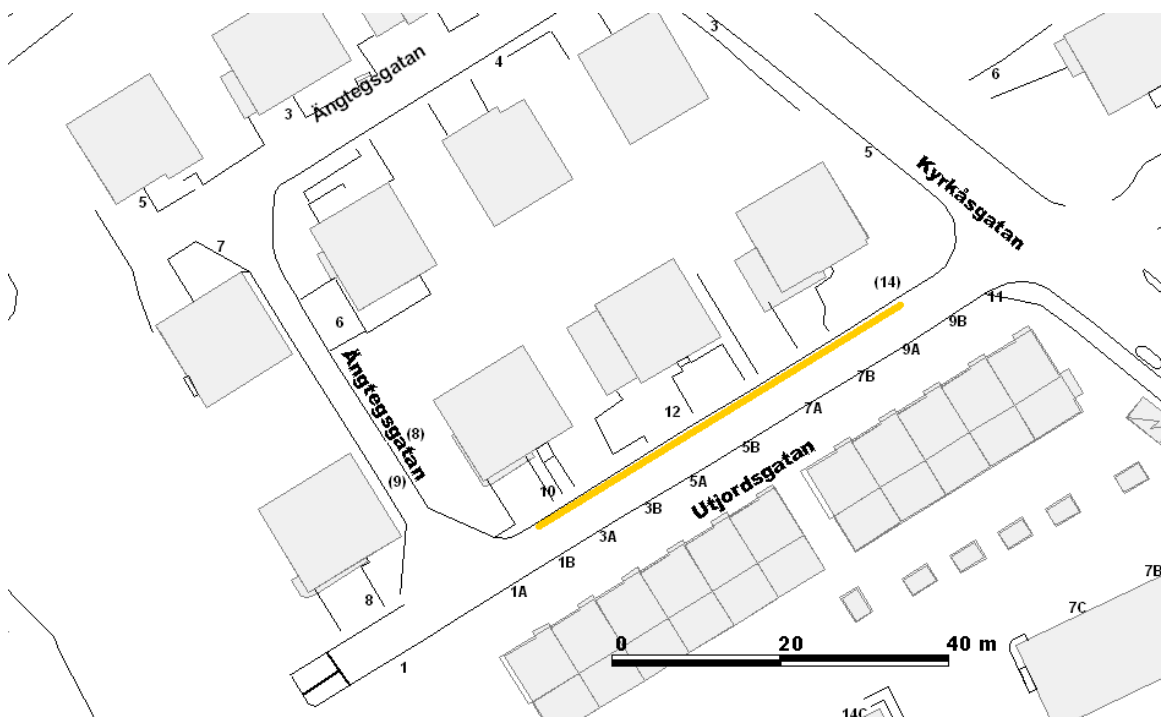 3
Ängtegsgatan
4
3
6
5
Kyrkåsgatan
5
7
(14)
11
6
9B
9A
Ängtegsgatan
7B
12
7A
(8)
5B
Utjordsgatan
(9)
5A
10
3B
3A
1B
7B
1A
8
7C
0 20 40 m
1
14C